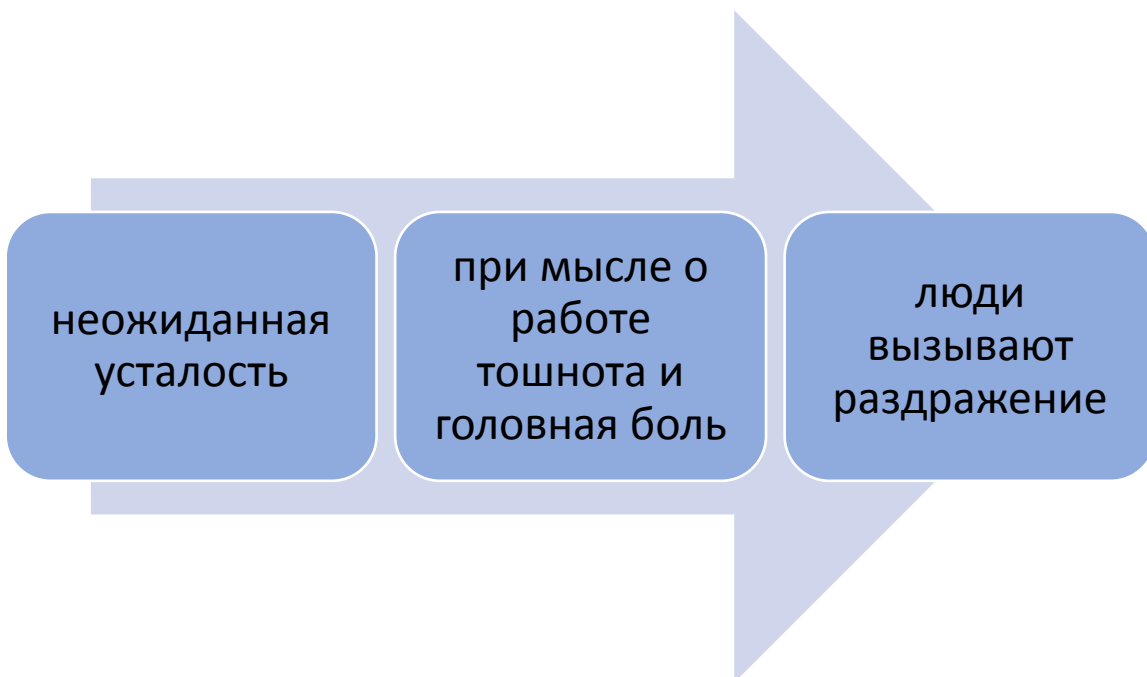 неожиданная
усталость
при мысле о
работе
тошнота и
головная боль
люди
вызывают
раздражение